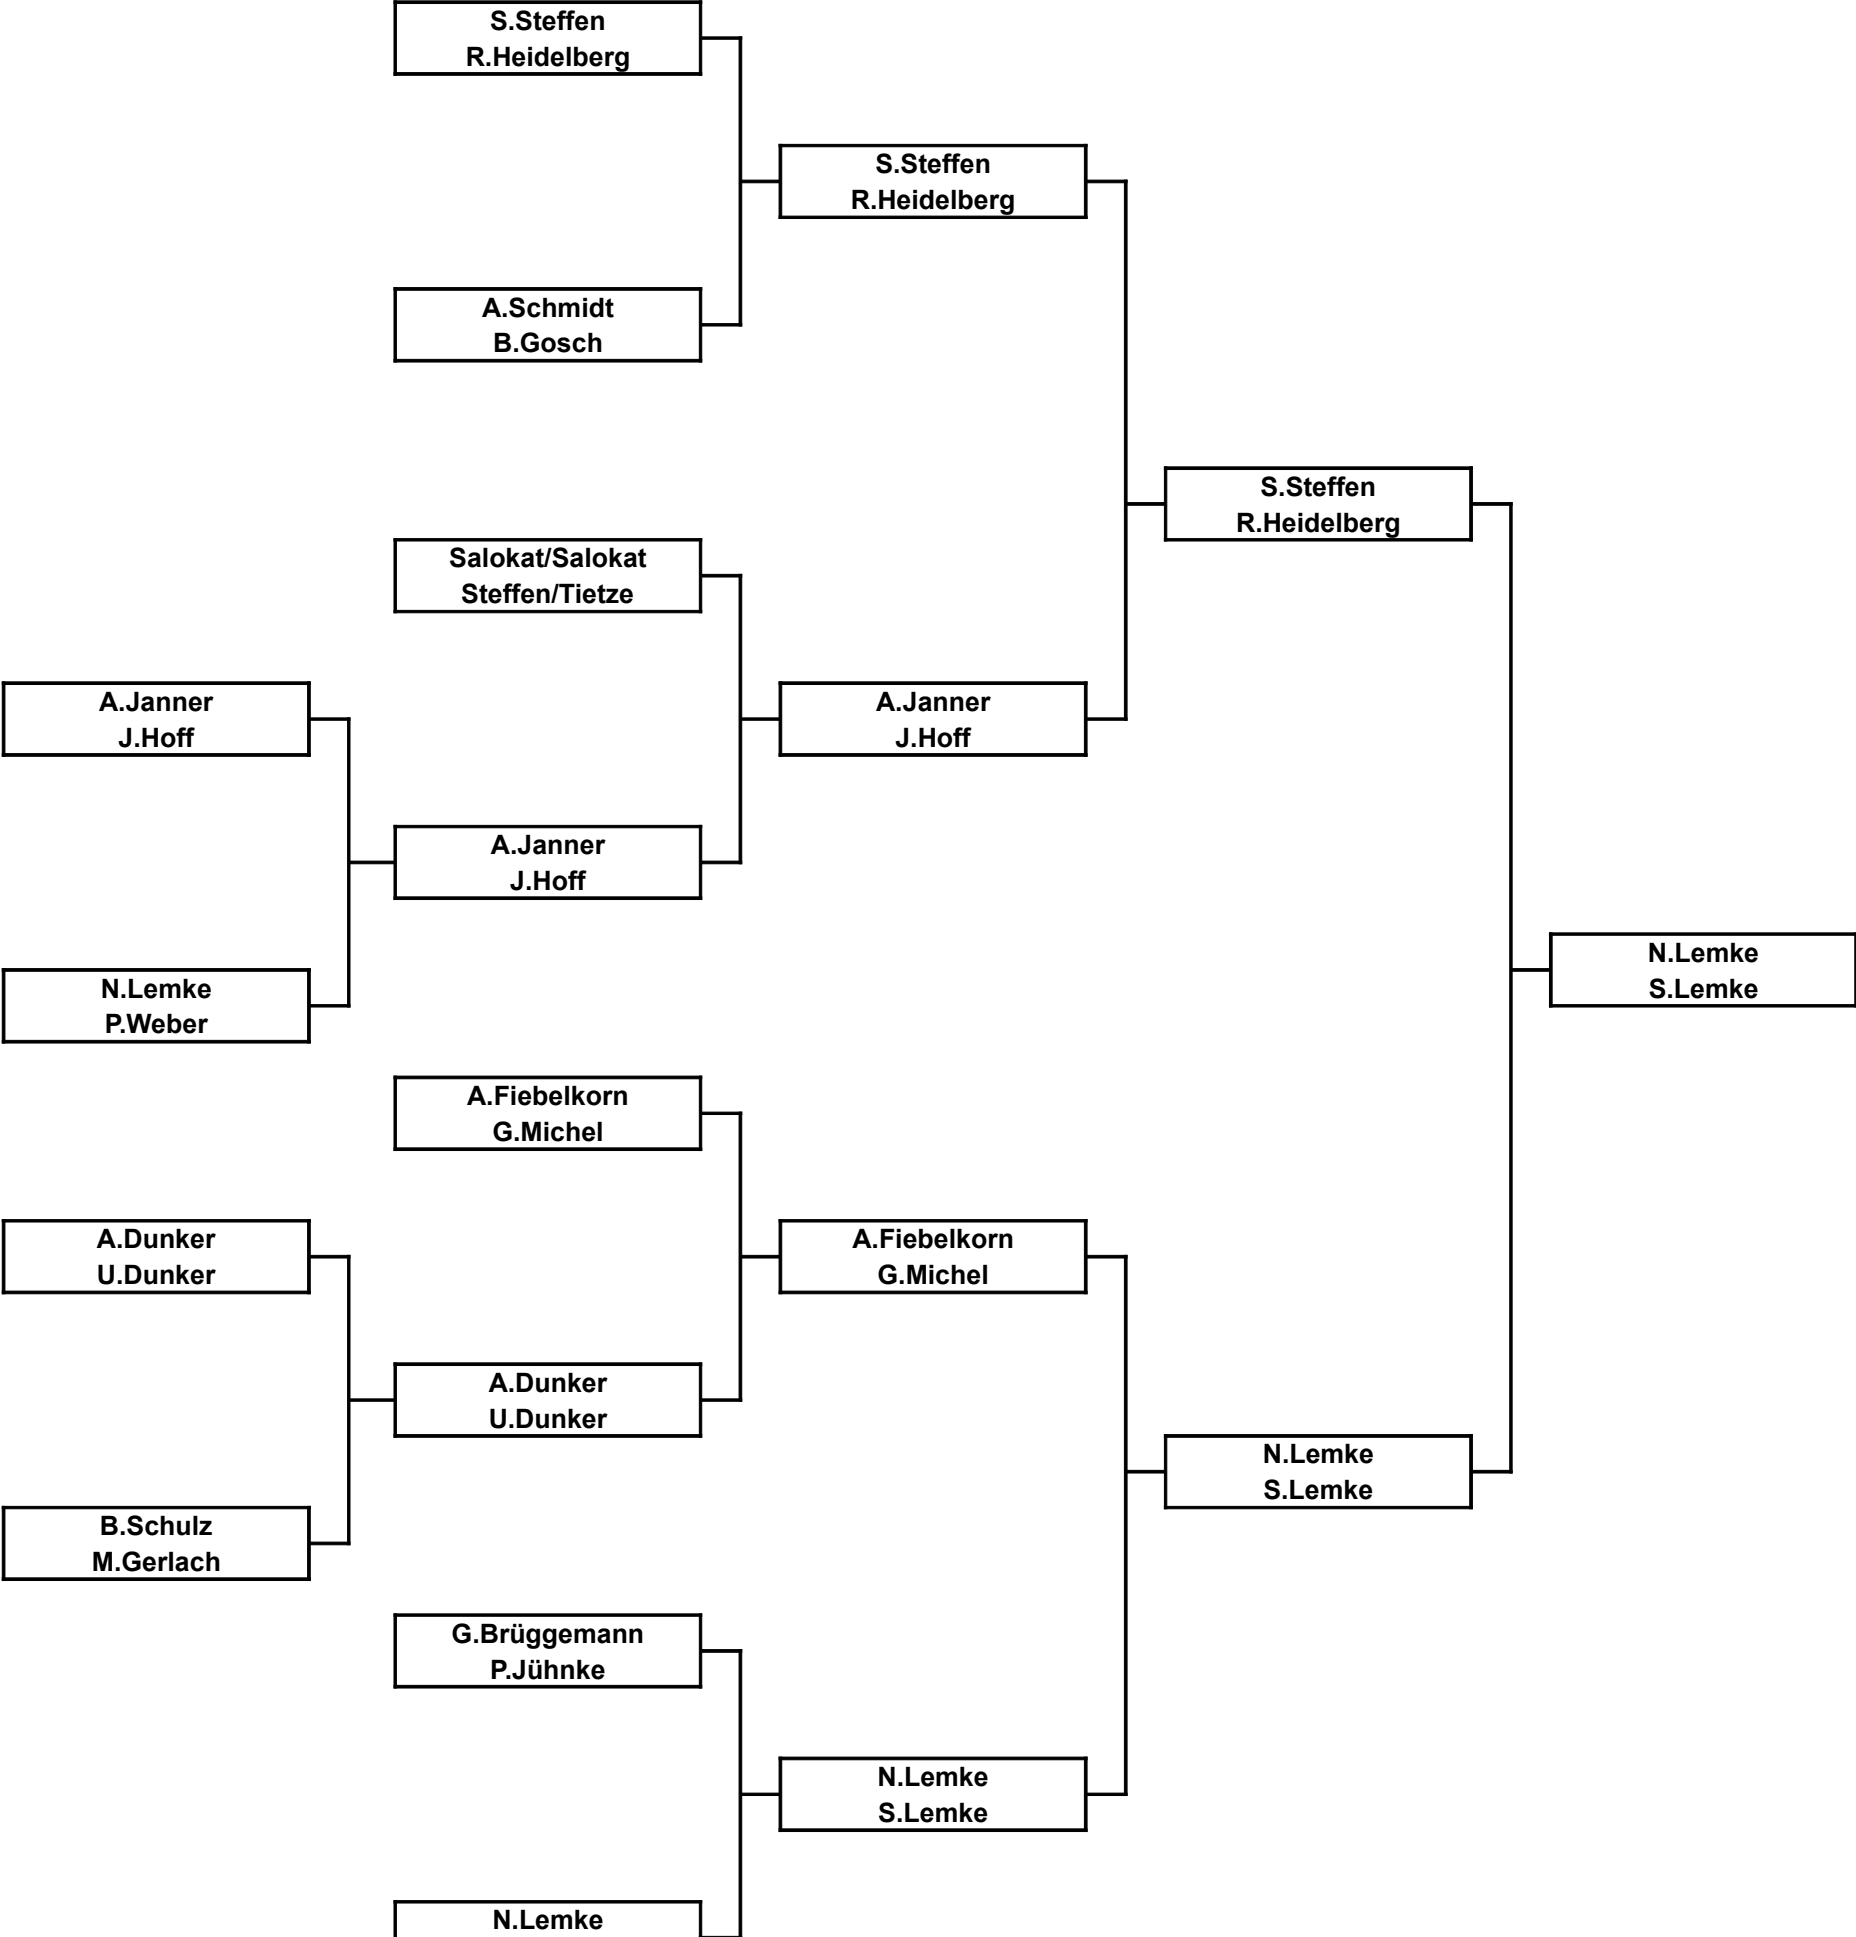 S.Steffen
R.Heidelberg
S.Steffen
R.Heidelberg
A.Schmidt
B.Gosch
S.Steffen
R.Heidelberg
Salokat/Salokat
Steffen/Tietze
A.Janner
J.Hoff
A.Janner
J.Hoff
A.Janner
J.Hoff
N.Lemke
S.Lemke
N.Lemke
P.Weber
A.Fiebelkorn
G.Michel
A.Dunker
U.Dunker
A.Fiebelkorn
G.Michel
A.Dunker
U.Dunker
N.Lemke
S.Lemke
B.Schulz
M.Gerlach
G.Brüggemann
P.Jühnke
N.Lemke
S.Lemke
N.Lemke